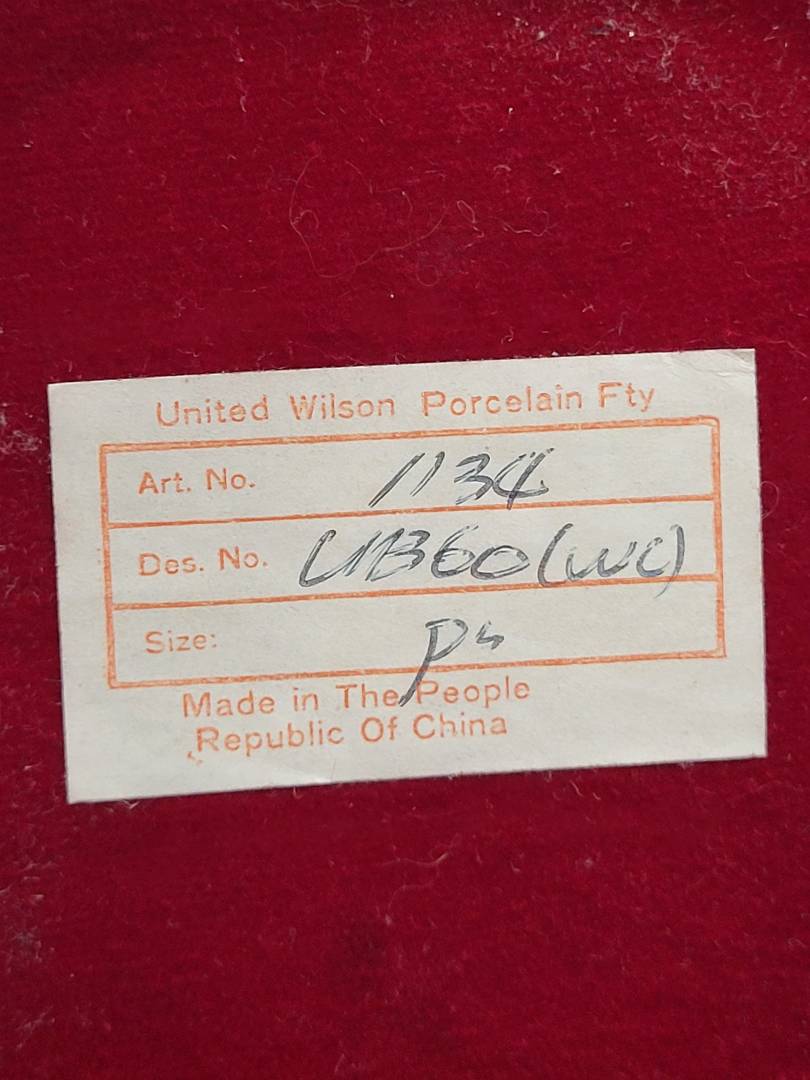 United Wilson Porcelain Fty
Art. No. 1134
Des. No. UB60 (WC)
Size:
Made in The People
Republic Of China